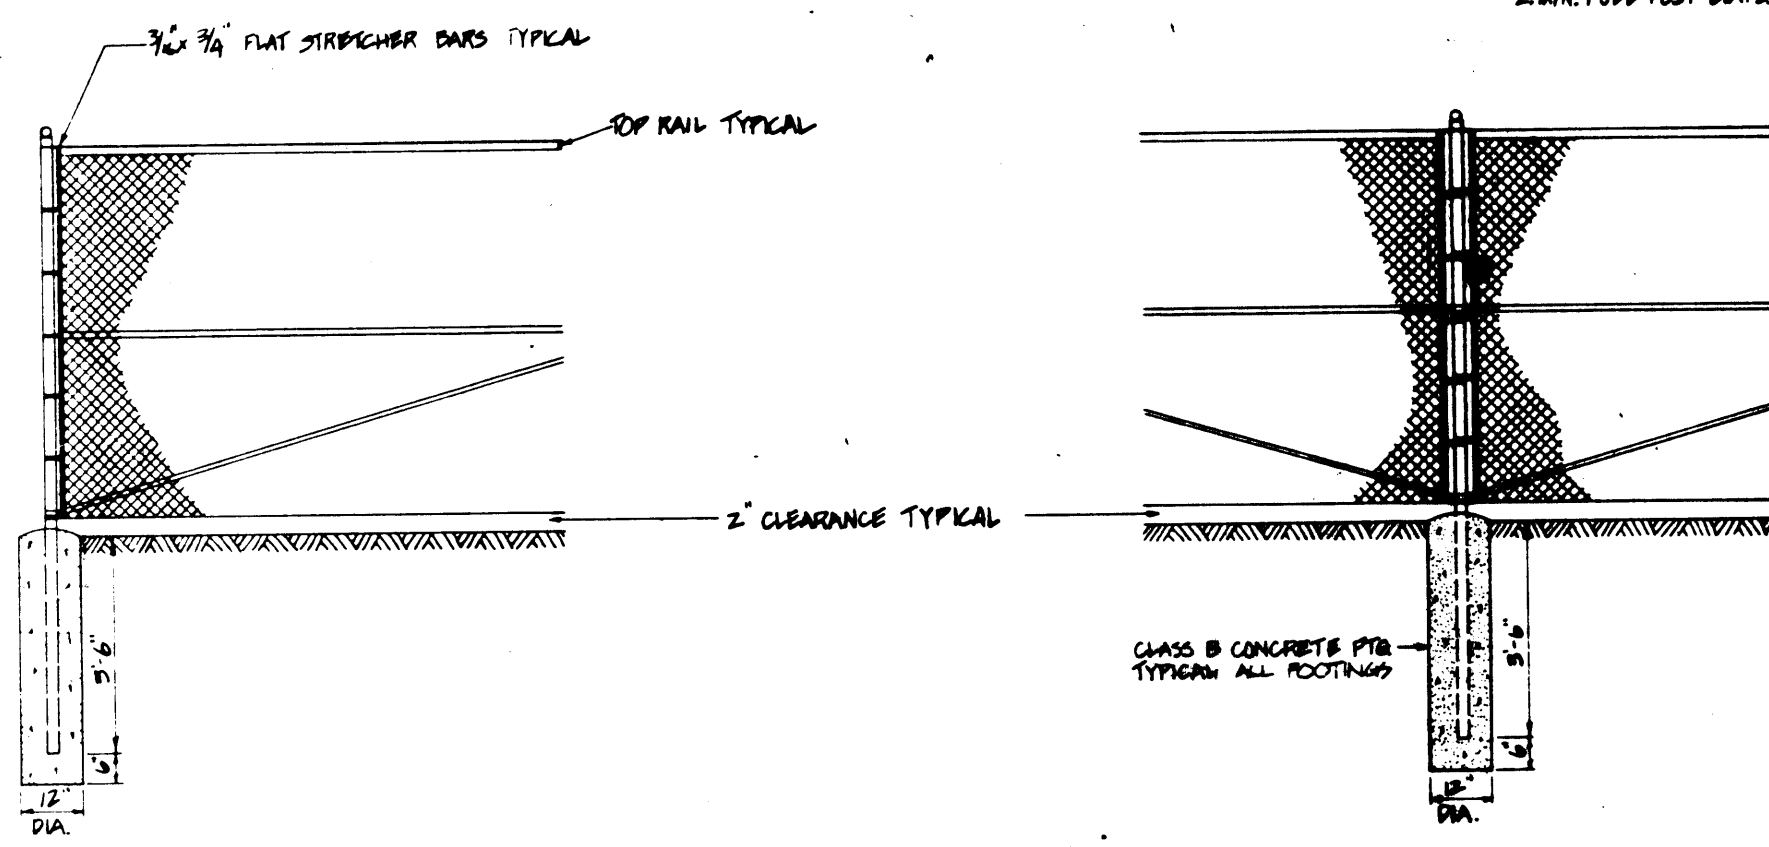 3/16" x 3/4" FLAT STRETCHER BARS TYPICAL
TOP RAIL TYPICAL
2" CLEARANCE TYPICAL
3'-6"
6"
12"
DIA.
CLASS B CONCRETE FTG
TYPICAL ALL FOOTINGS
3'-6"
6"
12"
DIA.